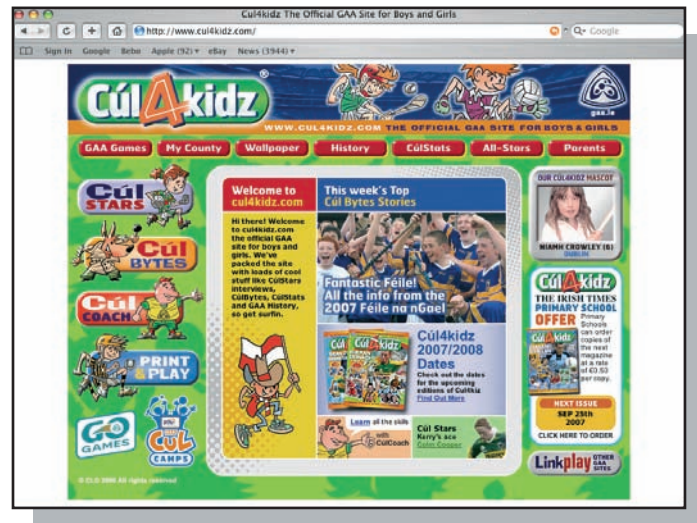 Cul4kidz The Official GAA Site for Boys and Girls
http://www.cul4kidz.com/
Google
Sign In Google Bebo Apple (92) eBay News (3944)
Cúl4kidz
®
gaa.ie
WWW.CUL4KIDZ.COM THE OFFICIAL GAA SITE FOR BOYS & GIRLS
GAA Games
My County
Wallpaper
History
CúlStats
All-Stars
Parents
Cúl
STARS
Cúl
BYTES
Cúl
COACH
PRINT
& PLAY
GO
GAMES
CÚL
CAMPS
Welcome to
cul4kidz.com
Hi there! Welcome
to cul4kidz.com
the official GAA
site for boys and
girls. We've
packed the site
with loads of cool
stuff like CúlStars
interviews,
CúlBytes, CúlStats
and GAA History,
so get surfin.
This week's Top
Cúl Bytes Stories
Fantastic Féile!
All the info from the
2007 Féile na nGael
Cúl4kidz
2007/2008
Dates
Check out the dates
for the upcoming
editions of Cul4kiz
Find Out More
Learn all the skills
with
CúlCoach
Cúl Stars
Kerry's ace
Colm Cooper
OUR CÚL4KIDZ MASCOT
NIAMH CROWLEY (6)
DUBLIN
Cúl4kidz
THE IRISH TIMES
PRIMARY SCHOOL
OFFER
Primary
Schools
can order
copies of
the next
magazine
at a rate
of €0.53
per copy.
NEXT ISSUE
SEP 25th
2007
CLICK HERE TO ORDER
Linkplay
OTHER
GAA
SITES
© CLG 2006 All rights reserved